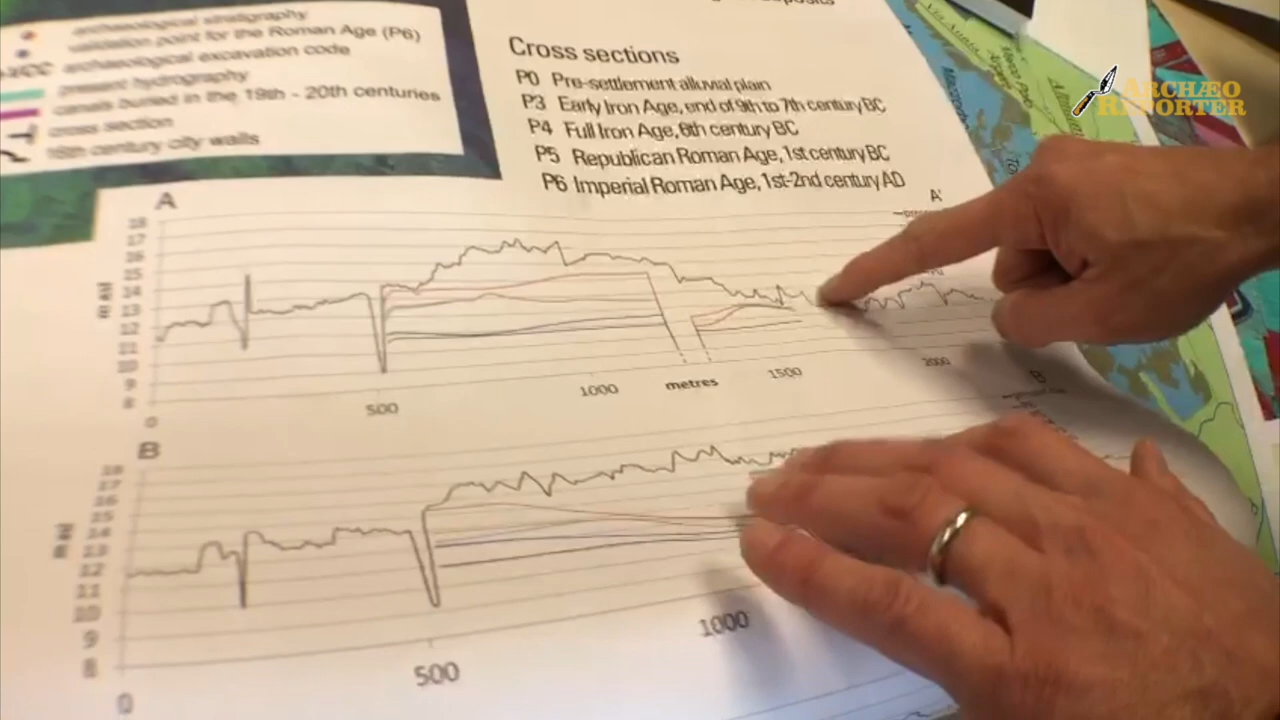 deposits
archaeological stratigraphy
validation point for the Roman Age (P6)
VCC archaeological excavation code
present hydrography
canals buried in the 19th - 20th centuries
cross section
16th century city walls
Cross sections
P0 Pre-settlement alluval plain
P3 Early Iron Age, end of 9th to 7th century BC
P4 Full Iron Age, 6th century BC
P5 Republican Roman Age, 1st century BC
P6 Imperial Roman Age, 1st-2nd century AD
ARCHÆO
REPORTER
A
A'
18
17
16
15
14
13
12
11
10
9
8
0
500
1000
metres
1500
2000
B
B'
18
17
16
15
14
13
12
11
10
9
8
0
500
1000